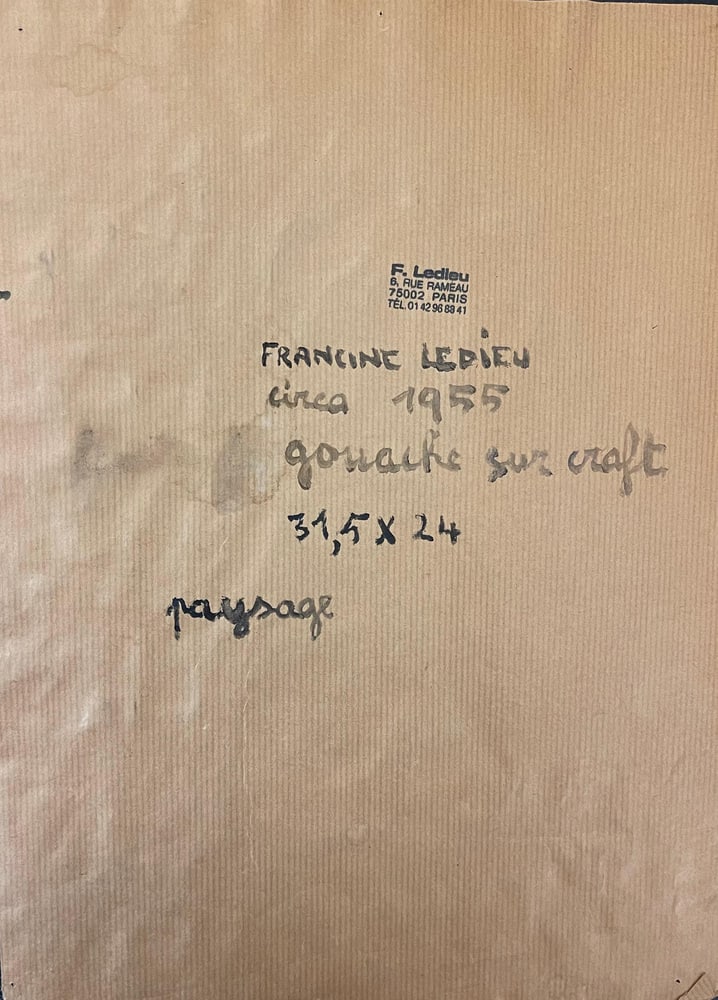 F. Ledieu
6, RUE RAMEAU
75002 PARIS
TÉL. 01 42 96 88 41
FRANCINE LEDIEU
circa 1955
gouache sur craft
31,5 X 24
paysage